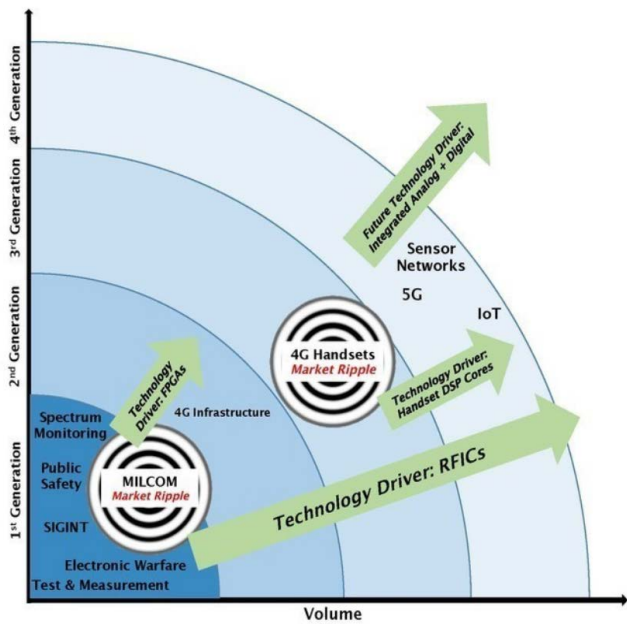 4th Generation
3rd Generation
2nd Generation
1st Generation
Future Technology Driver:
Integrated Analog + Digital
Sensor
Networks
5G
IoT
4G Handsets
Market Ripple
Technology Driver:
Handset DSP Cores
Technology
Driver: FPGAs
4G Infrastructure
Spectrum
Monitoring
Public
Safety
MILCOM
Market Ripple
SIGINT
Technology Driver: RFICs
Electronic Warfare
Test & Measurement
Volume